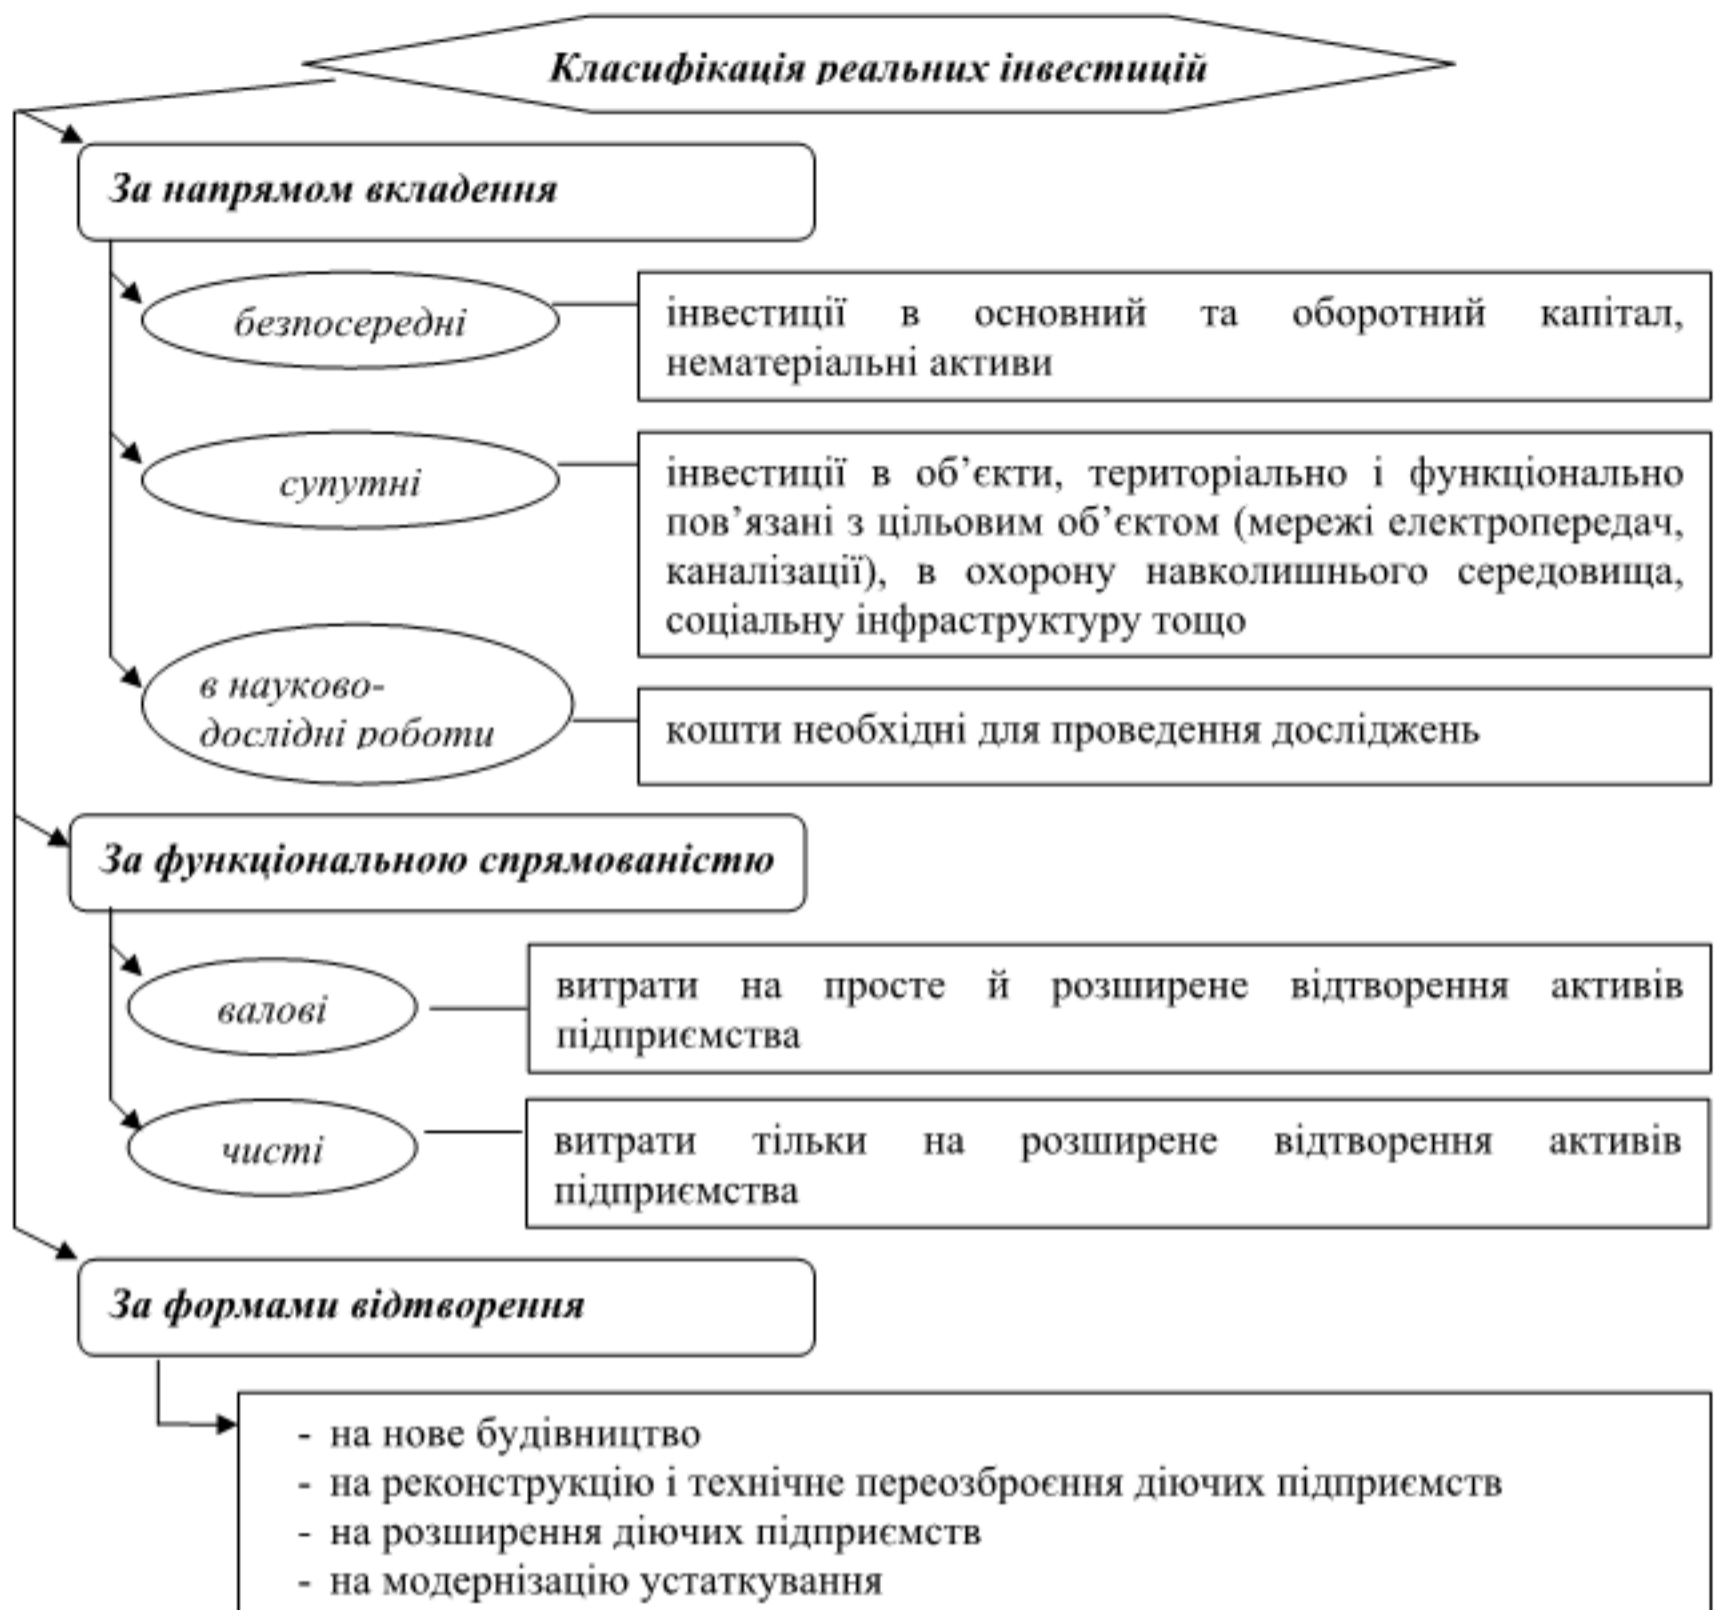 Класифікація реальних інвестицій
За напрямом вкладення
безпосередні
інвестиції в основний та оборотний капітал,
нематеріальні активи
супутні
інвестиції в об’єкти, територіально і функціонально
пов’язані з цільовим об’єктом (мережі електропередач,
каналізації), в охорону навколишнього середовища,
соціальну інфраструктуру тощо
в науково-
дослідні роботи
кошти необхідні для проведення досліджень
За функціональною спрямованістю
валові
витрати на просте й розширене відтворення активів
підприємства
чисті
витрати тільки на розширене відтворення активів
підприємства
За формами відтворення
- на нове будівництво
- на реконструкцію і технічне переозброєння діючих підприємств
- на розширення діючих підприємств
- на модернізацію устаткування